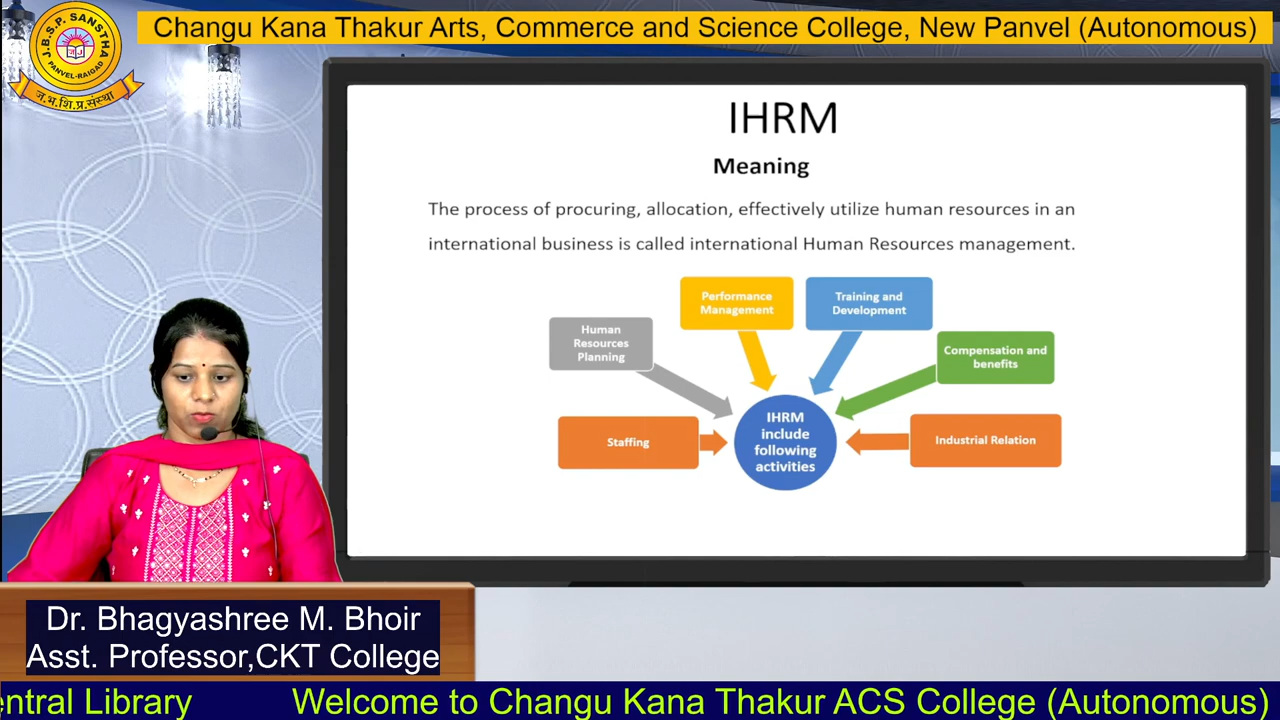 Changu Kana Thakur Arts, Commerce and Science College, New Panvel (Autonomous)
J.B.S.P. SANSTHA
PANVEL-RAIGAD
ज.भ.शि.प्र.संस्था
IHRM
Meaning
The process of procuring, allocation, effectively utilize human resources in an
international business is called international Human Resources management.
Performance
Management
Training and
Development
Human
Resources
Planning
Compensation and
benefits
Staffing
IHRM
include
following
activities
Industrial Relation
Dr. Bhagyashree M. Bhoir
Asst. Professor,CKT College
entral Library Welcome to Changu Kana Thakur ACS College (Autonomous)